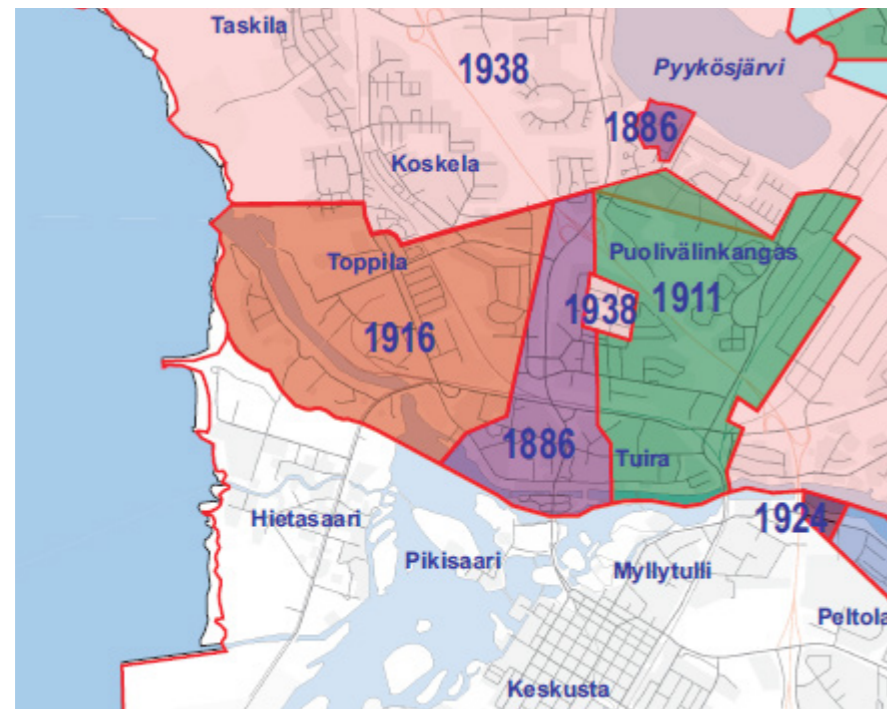 Taskila
1938
Pyykösjärvi
1886
Koskela
Toppila
Puolivälinkangas
1938
1911
1916
1886
Tuira
Hietasaari
1924
Pikisaari
Myllytulli
Peltola
Keskusta